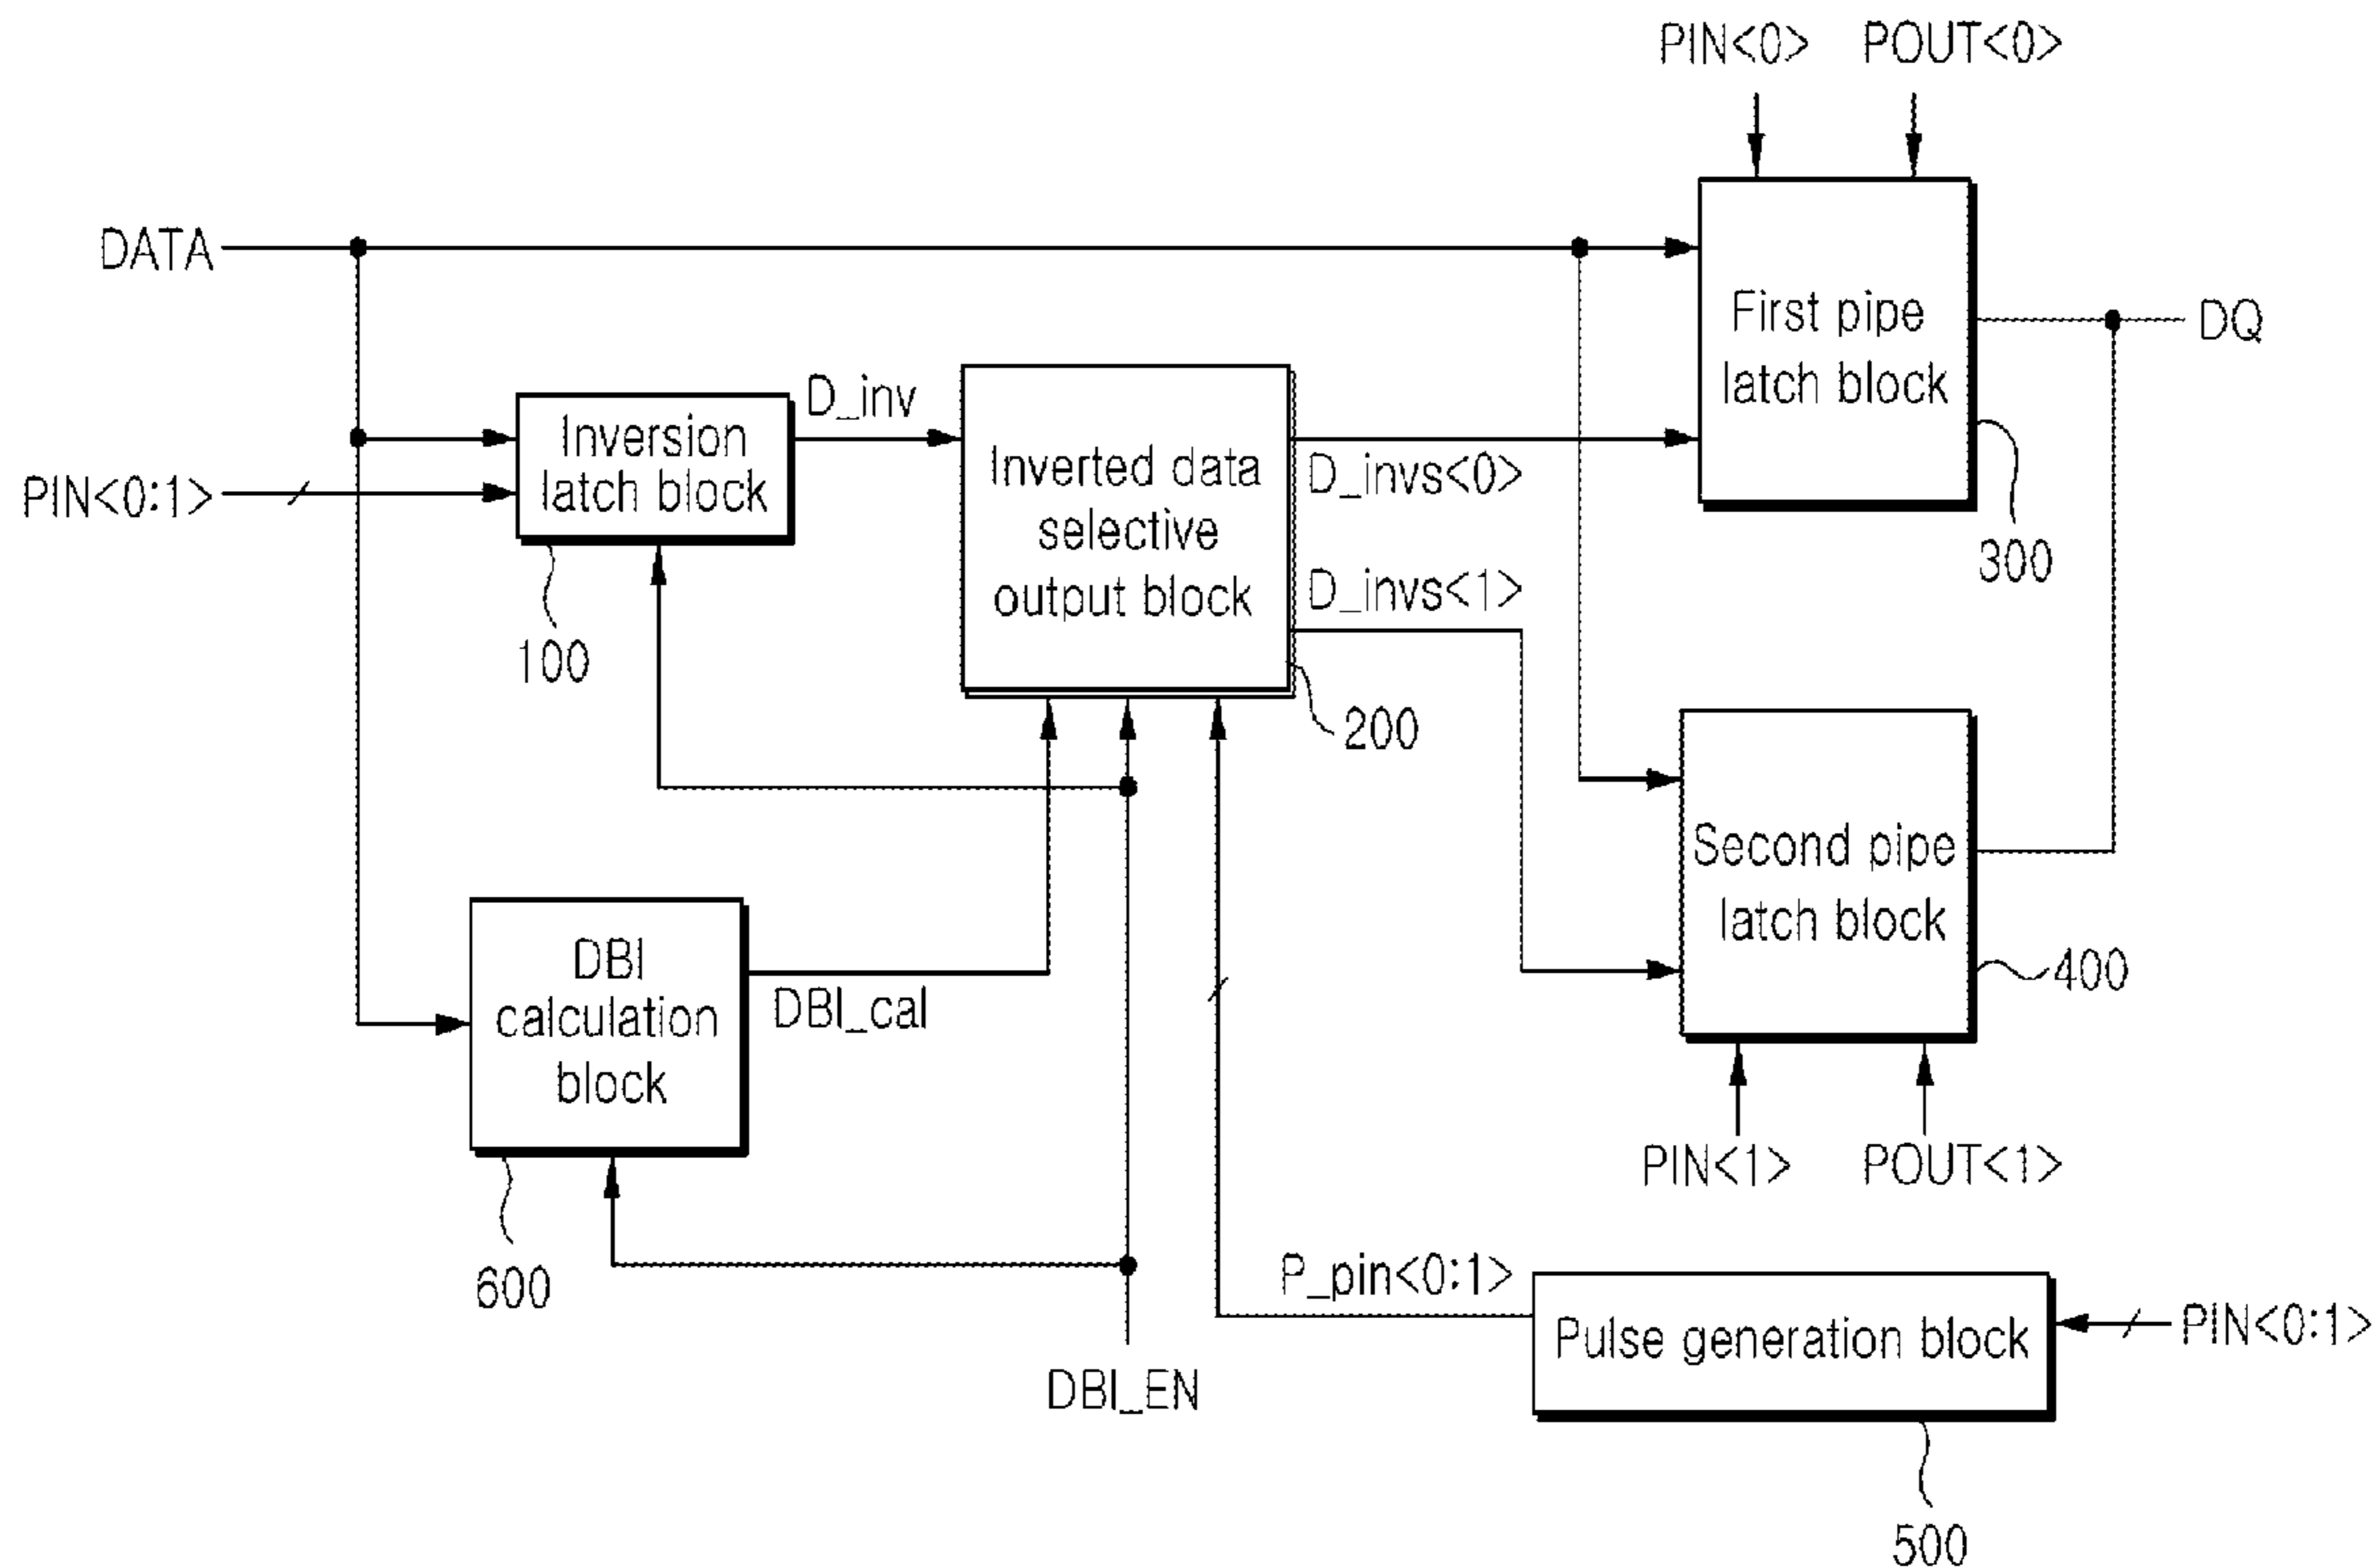 PIN<0> POUT<0>
DATA
First pipe
latch block
DQ
300
D_inv
Inversion
latch block
PIN<0:1>
100
Inverted data
selective
output block
D_invs<0>
D_invs<1>
200
Second pipe
latch block
400
DBI
calculation
block
DBI_cal
600
PIN<1> POUT<1>
P_pin<0:1>
Pulse generation block
PIN<0:1>
DBI_EN
500